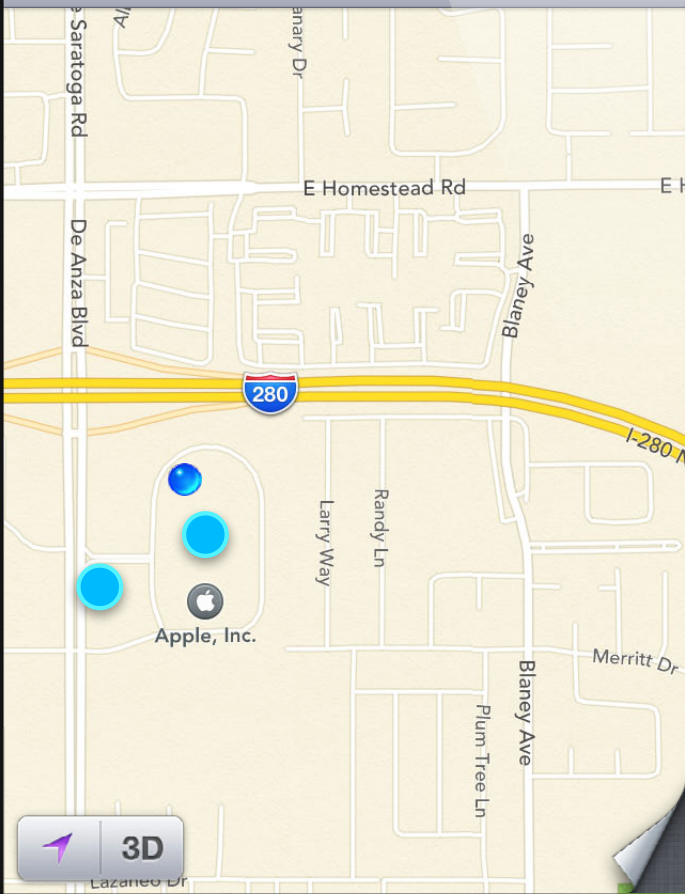 Saratoga Rd
anary Dr
E Homestead Rd
E H
De Anza Blvd
Blaney Ave
280
I-280 N
Larry Way
Randy Ln
Apple, Inc.
Merritt Dr
Blaney Ave
Plum Tree Ln
3D
Lazaneo Dr